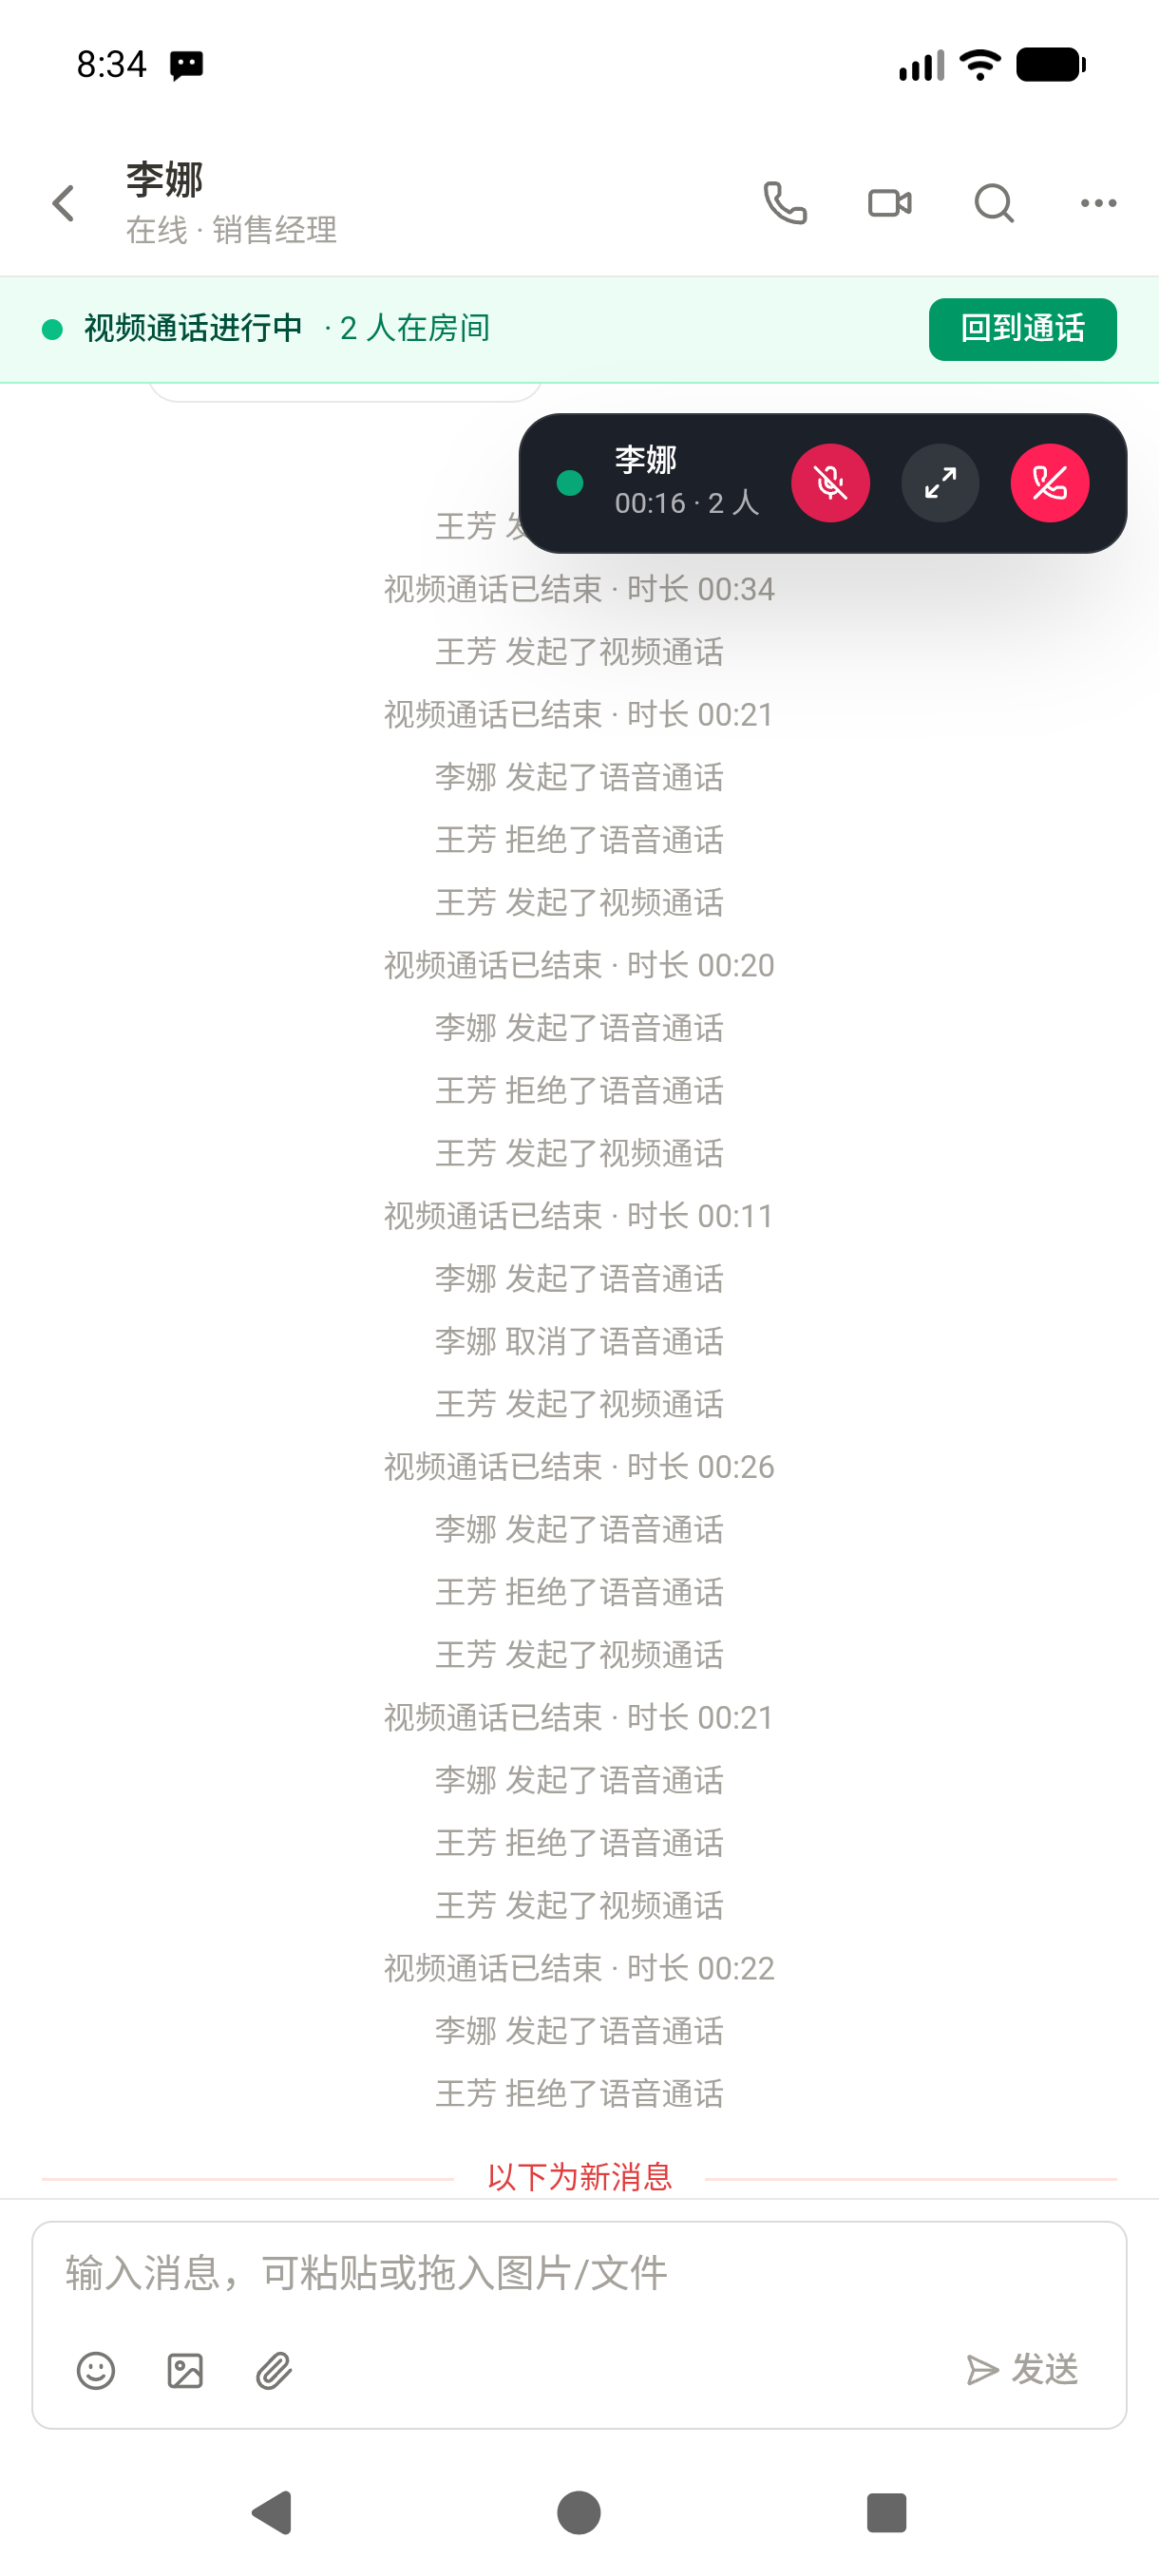 8:34
李娜
在线 · 销售经理
视频通话进行中 · 2 人在房间
回到通话
李娜
00:16 · 2 人
王芳
视频通话已结束 · 时长 00:34
王芳 发起了视频通话
视频通话已结束 · 时长 00:21
李娜 发起了语音通话
王芳 拒绝了语音通话
王芳 发起了视频通话
视频通话已结束 · 时长 00:20
李娜 发起了语音通话
王芳 拒绝了语音通话
王芳 发起了视频通话
视频通话已结束 · 时长 00:11
李娜 发起了语音通话
李娜 取消了语音通话
王芳 发起了视频通话
视频通话已结束 · 时长 00:26
李娜 发起了语音通话
王芳 拒绝了语音通话
王芳 发起了视频通话
视频通话已结束 · 时长 00:21
李娜 发起了语音通话
王芳 拒绝了语音通话
王芳 发起了视频通话
视频通话已结束 · 时长 00:22
李娜 发起了语音通话
王芳 拒绝了语音通话
以下为新消息
输入消息，可粘贴或拖入图片/文件
发送